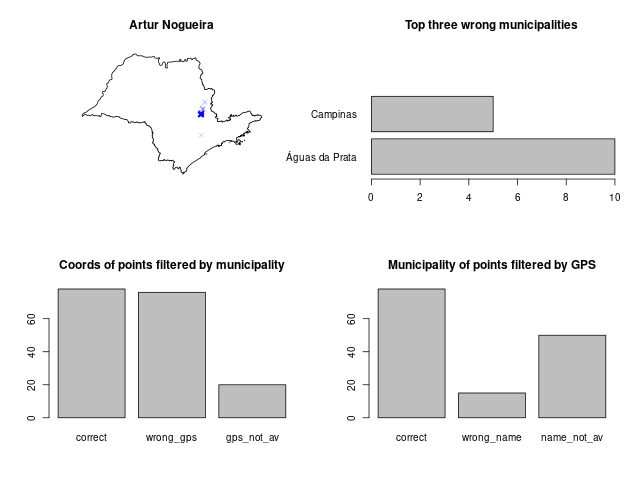 Artur Nogueira
Top three wrong municipalities
Campinas
Águas da Prata
0 2 4 6 8 10
Coords of points filtered by municipality
0 20 40 60
correct wrong_gps gps_not_av
Municipality of points filtered by GPS
0 20 40 60
correct wrong_name name_not_av